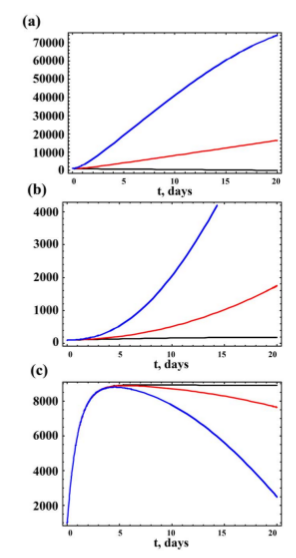 (a)
70000
60000
50000
40000
30000
20000
10000
0
0 5 10 15 20
t, days
(b)
4000
3000
2000
1000
0
0 5 10 15 20
t, days
(c)
8000
6000
4000
2000
0 5 10 15 20
t, days